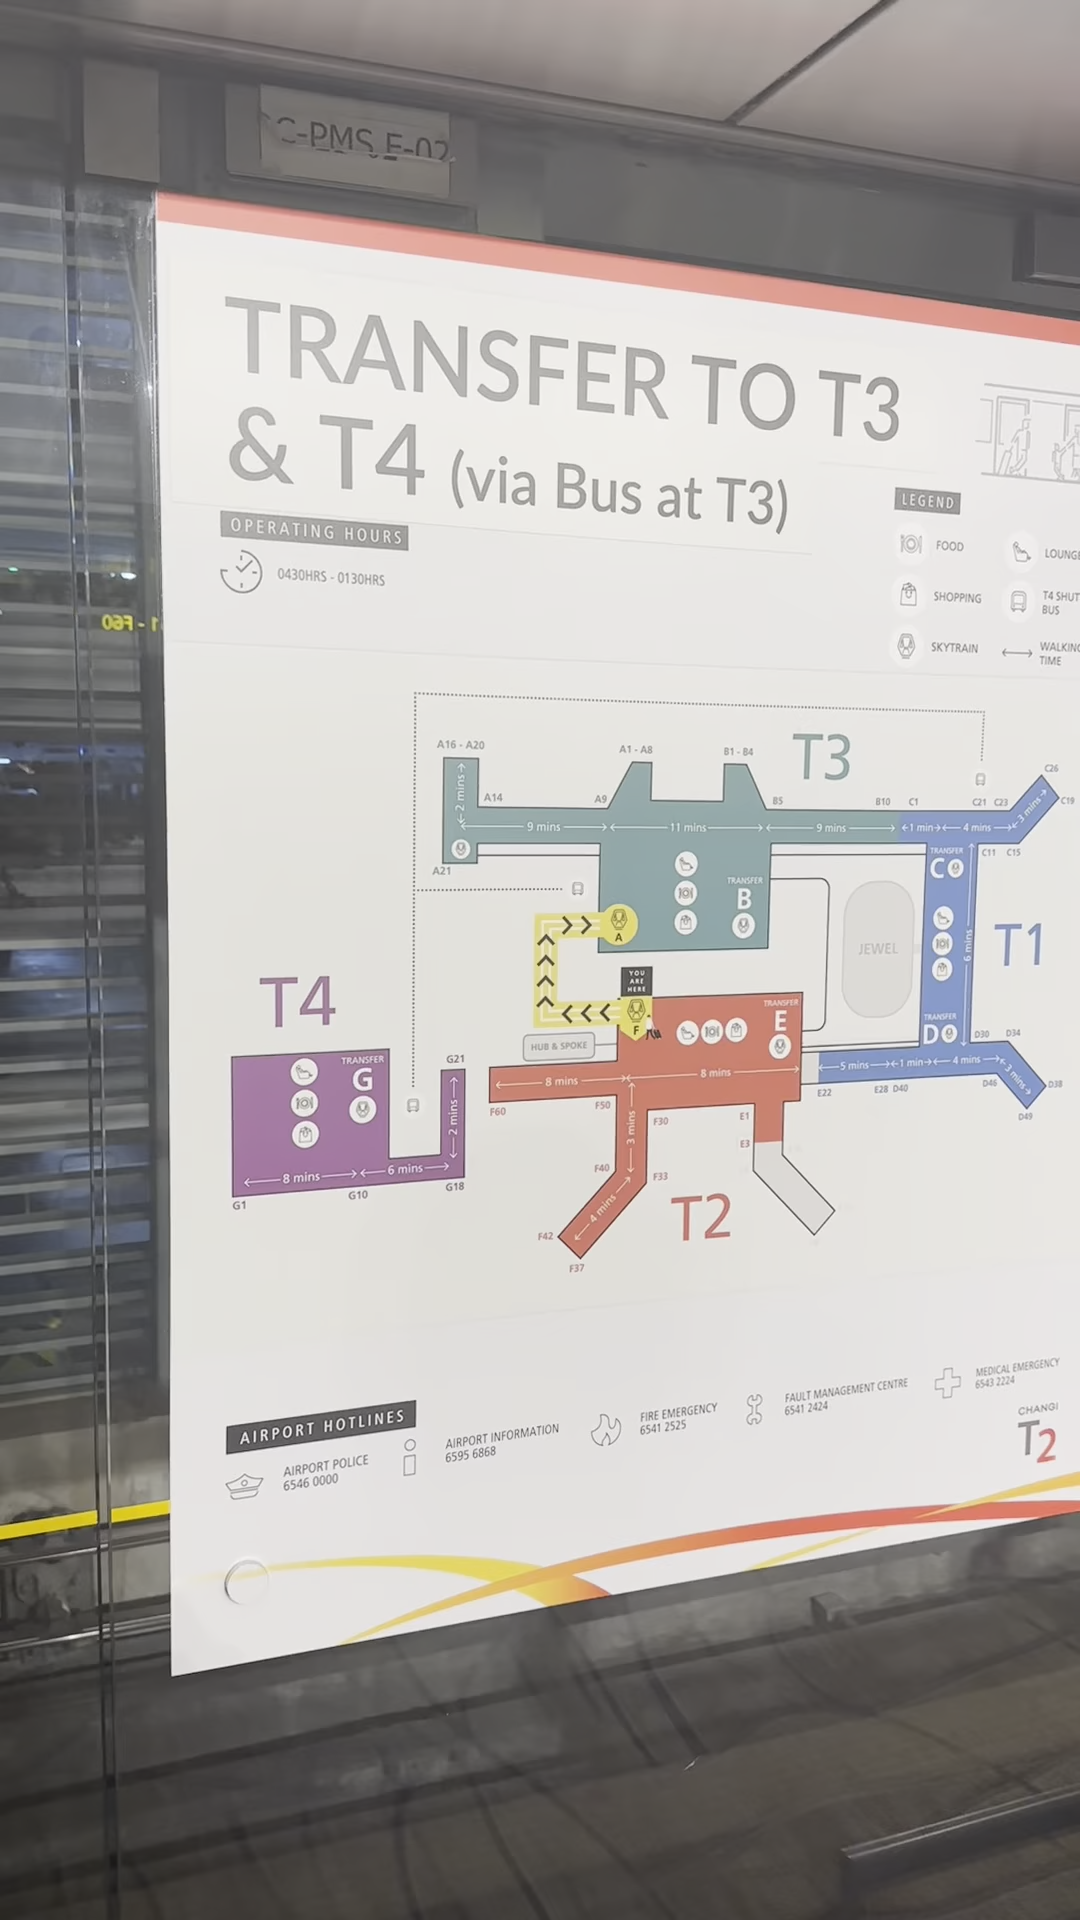 C-PMS E-02
TRANSFER TO T3
& T4 (via Bus at T3)
OPERATING HOURS
0430HRS - 0130HRS
LEGEND
FOOD
LOUNGE
SHOPPING
T4 SHUT
BUS
SKYTRAIN
WALKING
TIME
F60
T3
A16 - A20
A1 - A8
B1 - B4
C26
2 mins
A14
A9
B5
B10
C1
C21
C23
C19
9 mins
11 mins
9 mins
1 min
4 mins
3 mins
A21
C11
C15
TRANSFER
B
TRANSFER
C
A
JEWEL
6 mins
T1
YOU
ARE
HERE
T4
F
TRANSFER
E
TRANSFER
D
D30
D34
HUB & SPOKE
TRANSFER
G
G21
2 mins
8 mins
8 mins
5 mins
1 min
4 mins
3 mins
F60
F50
F30
E1
E22
E28
D40
D46
D38
D49
3 mins
E3
8 mins
6 mins
G1
G10
G18
F40
F33
4 mins
T2
F42
F37
AIRPORT HOTLINES
AIRPORT POLICE
6546 0000
AIRPORT INFORMATION
6595 6868
FIRE EMERGENCY
6541 2525
FAULT MANAGEMENT CENTRE
6541 2424
MEDICAL EMERGENCY
6543 2224
CHANGI
T2